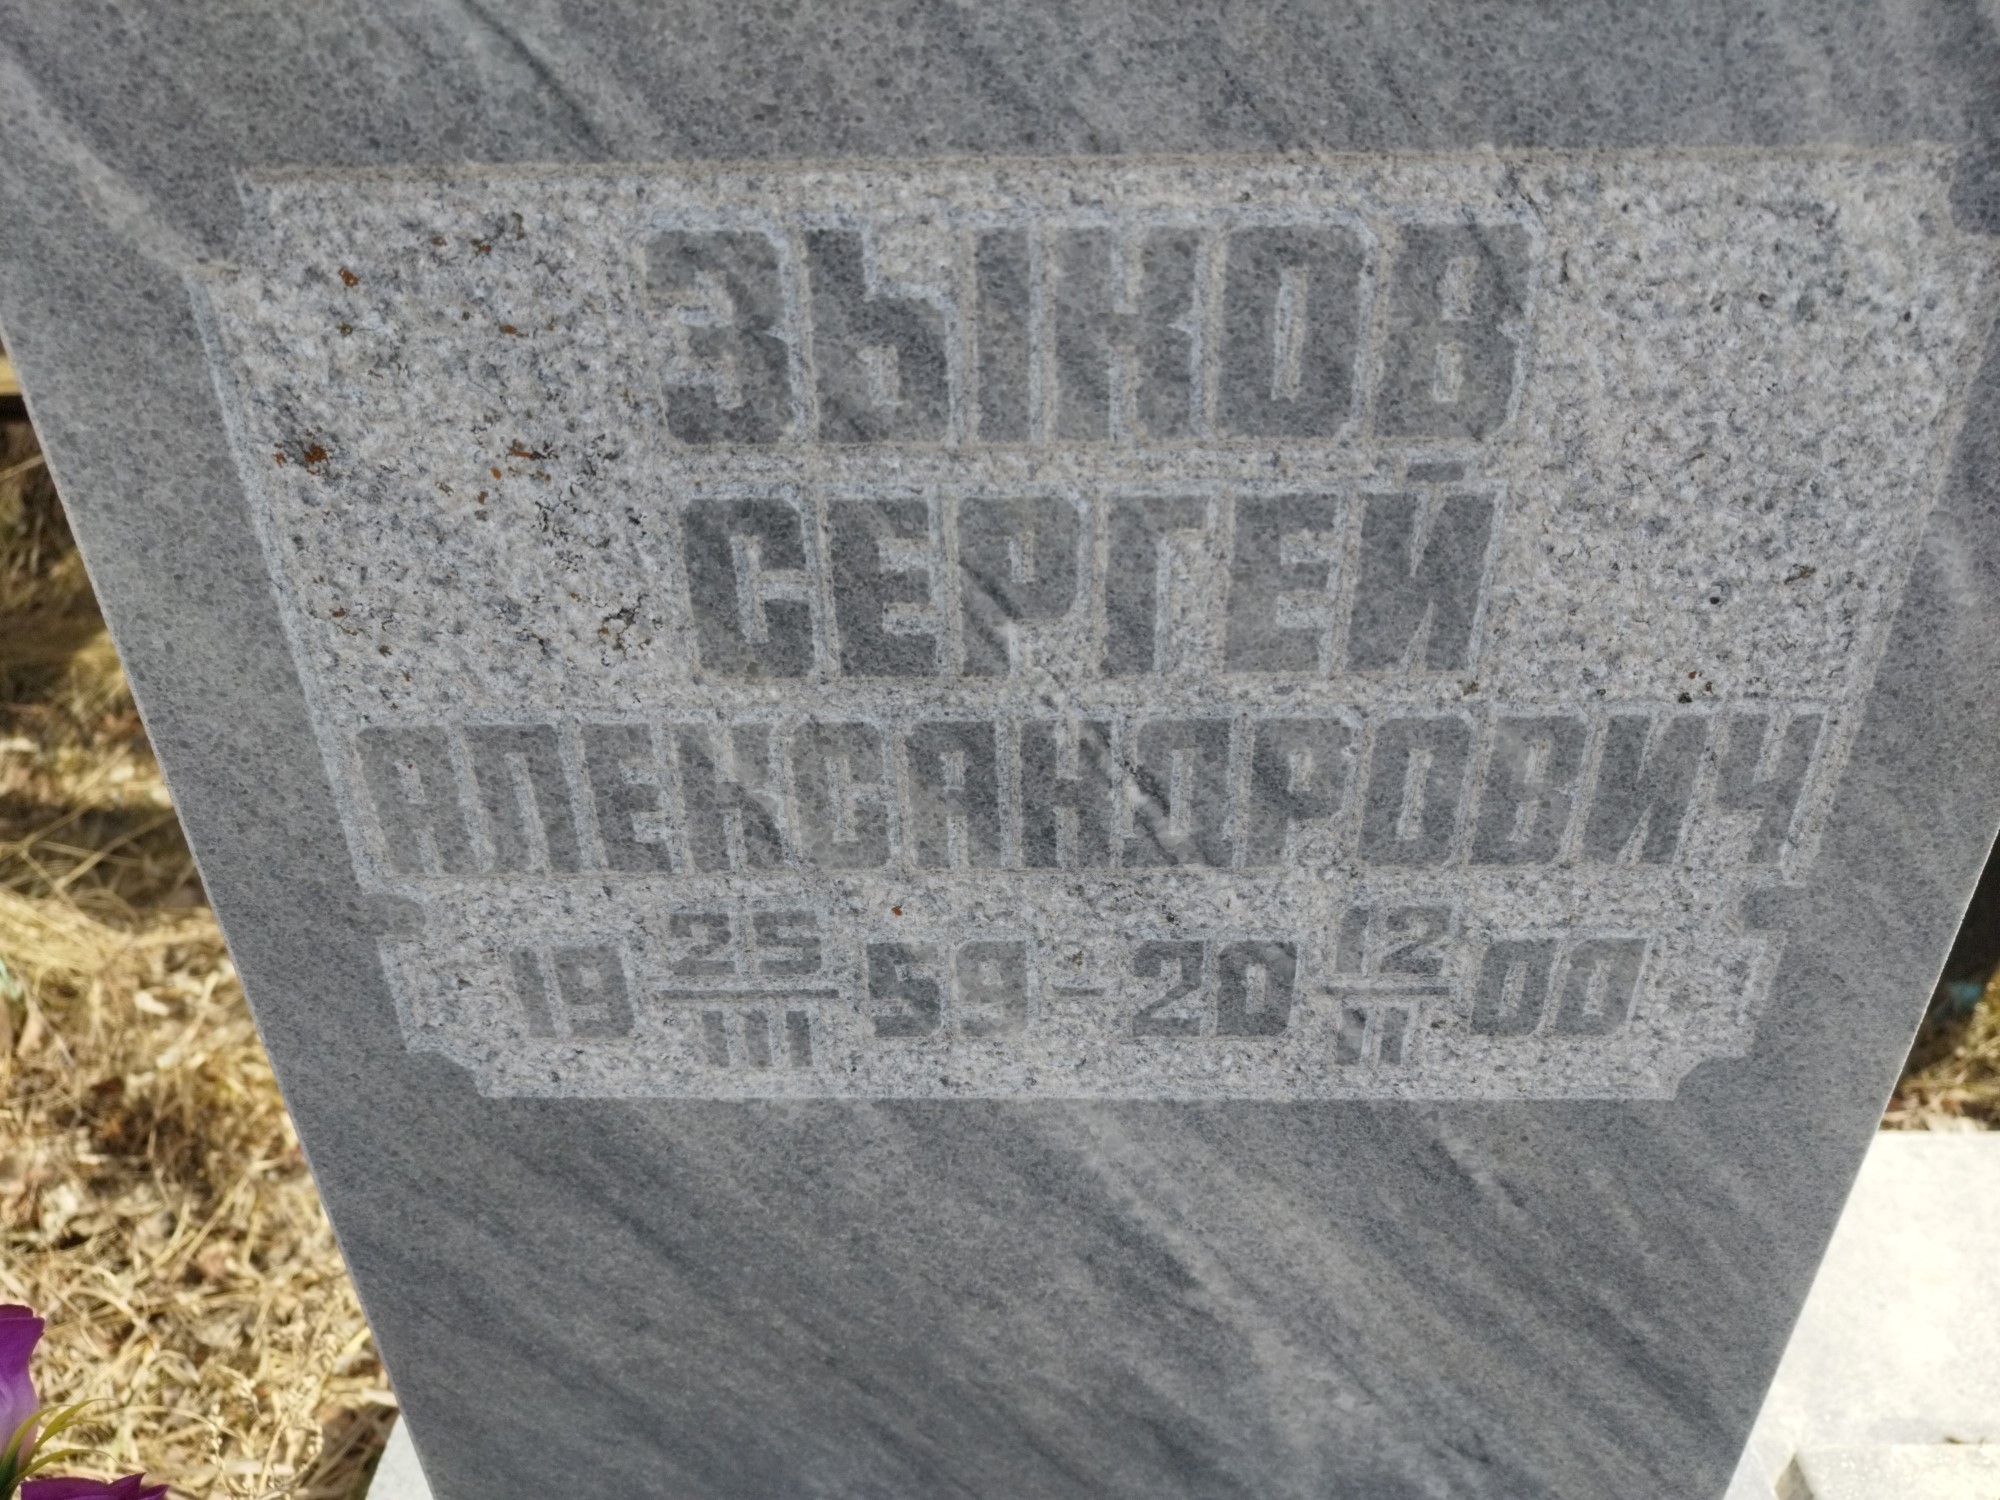 ЗЫКОВ
СЕРГЕЙ
АЛЕКСАНДРОВИЧ
19 25/III 59 – 20 12/II 00